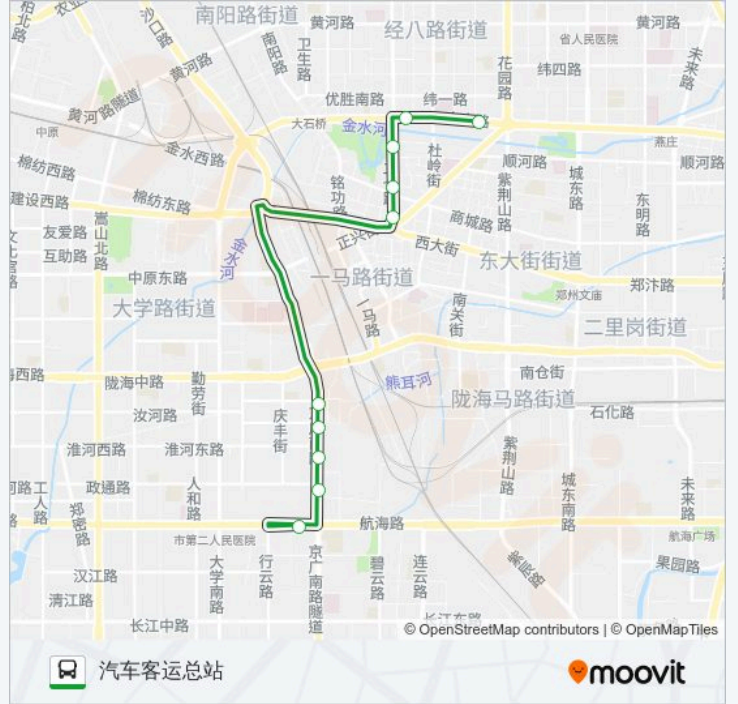 南阳路街道
黄河路
经八路街道
黄河路
省人民医院
沙口路
南阳路
卫生路
花园路
纬四路
未来路
黄河路
优胜南路
纬一路
黄河路隧道
中原
大石桥
金水河
燕庄
金水西路
杜岭街
顺河路
顺河路
棉纺西路
铭功路
紫荆山路
城东路
建设西路
棉纺东路
嵩山北路
商城路
东明路
友爱路
正兴街
西大街
互助路
金水河
东大街街道
中原东路
一马路街道
郑汴路
郑州文庙
大学路街道
一马路
南关街
二里岗街道
南仓街
陇海中路
勤劳街
熊耳河
陇海马路街道
汝河路
庆丰街
石化路
淮河西路
淮河东路
紫荆山路
政通路
人和路
城东南路
未来路
工人路
郑密路
航海路
市第二人民医院
航海广场
行云路
京广南路隧道
碧云路
连云路
紫辰路
果园路
汉江路
大学南路
清江路
长江中路
长江东路
© OpenStreetMap contributors | © OpenMapTiles
汽车客运总站
moovit